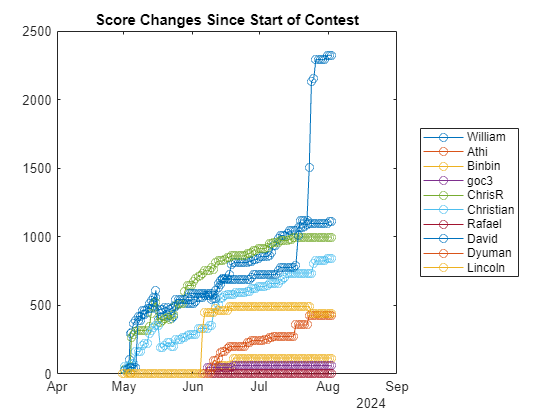 Score Changes Since Start of Contest
2500
2000
1500
1000
500
0
Apr May Jun Jul Aug Sep
2024
William
Athi
Binbin
goc3
ChrisR
Christian
Rafael
David
Dyuman
Lincoln